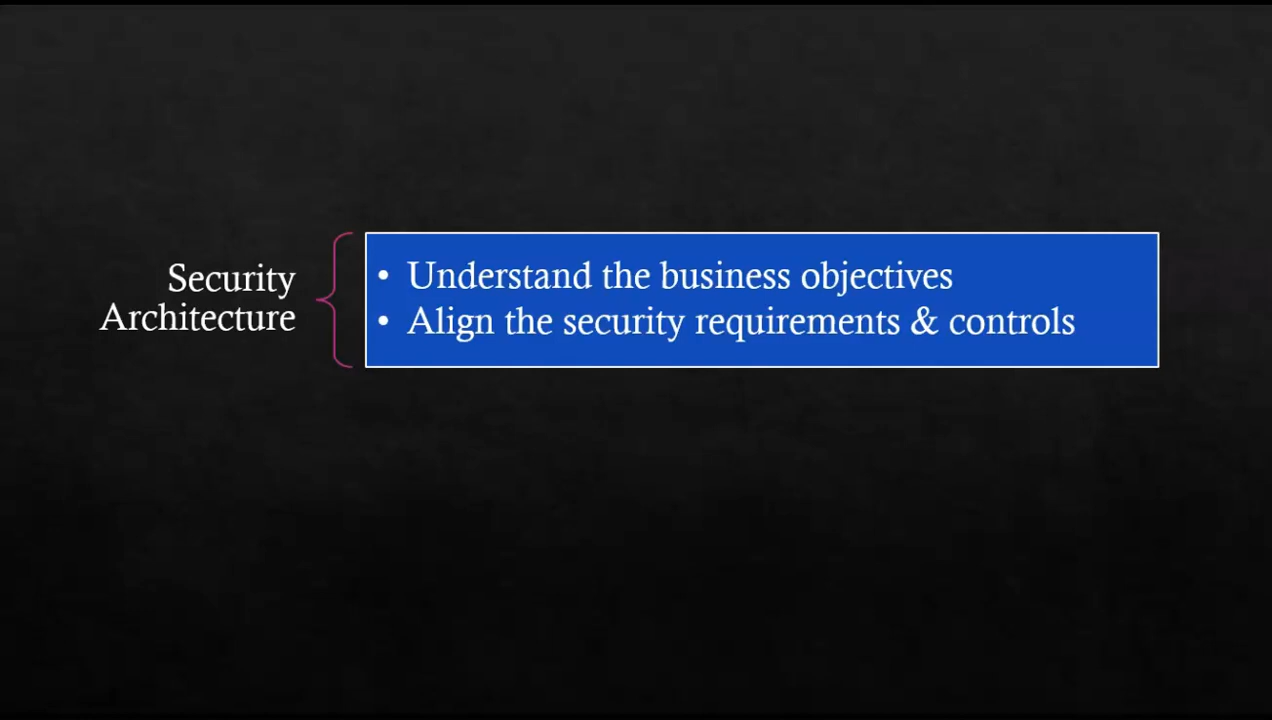 Security
Architecture
• Understand the business objectives
• Align the security requirements & controls